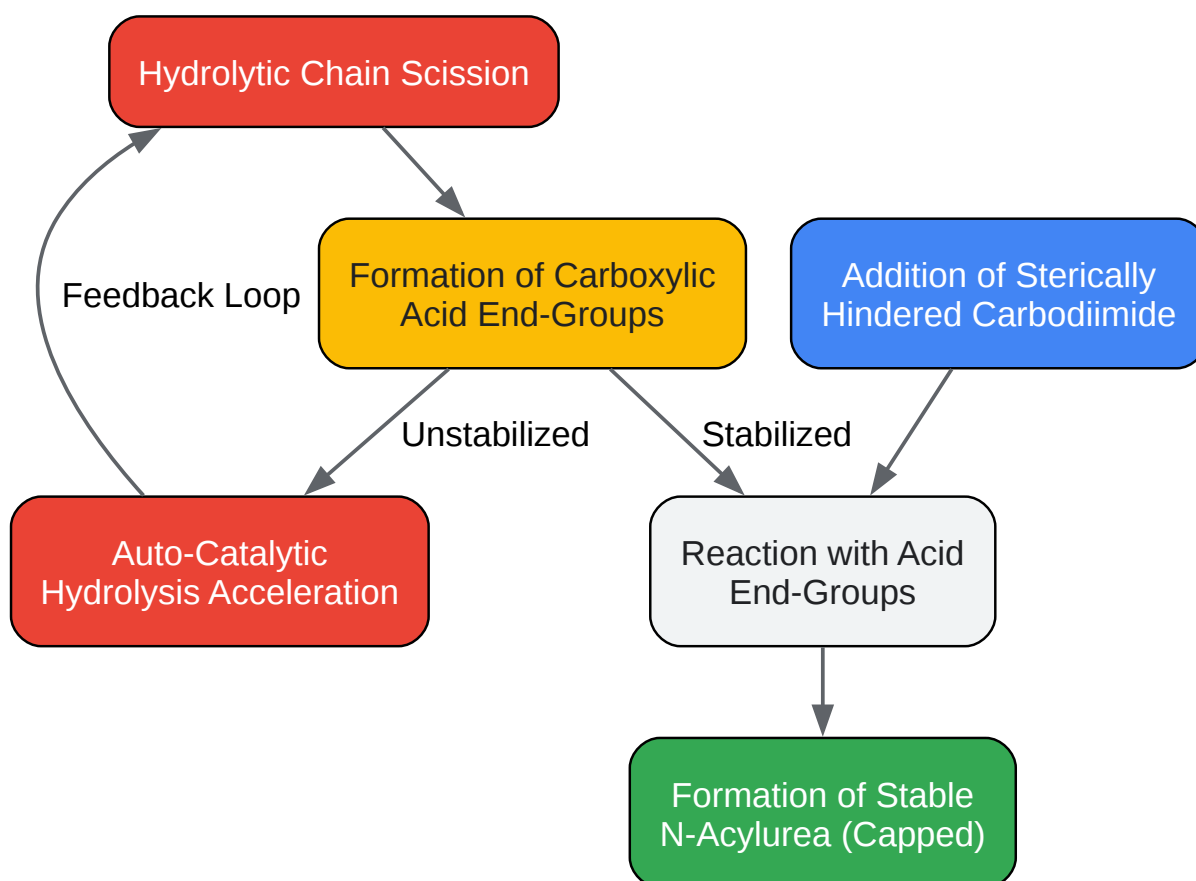 Hydrolytic Chain Scission
Formation of Carboxylic
Acid End-Groups
Addition of Sterically
Hindered Carbodiimide
Feedback Loop
Unstabilized
Stabilized
Auto-Catalytic
Hydrolysis Acceleration
Reaction with Acid
End-Groups
Formation of Stable
N-Acylurea (Capped)